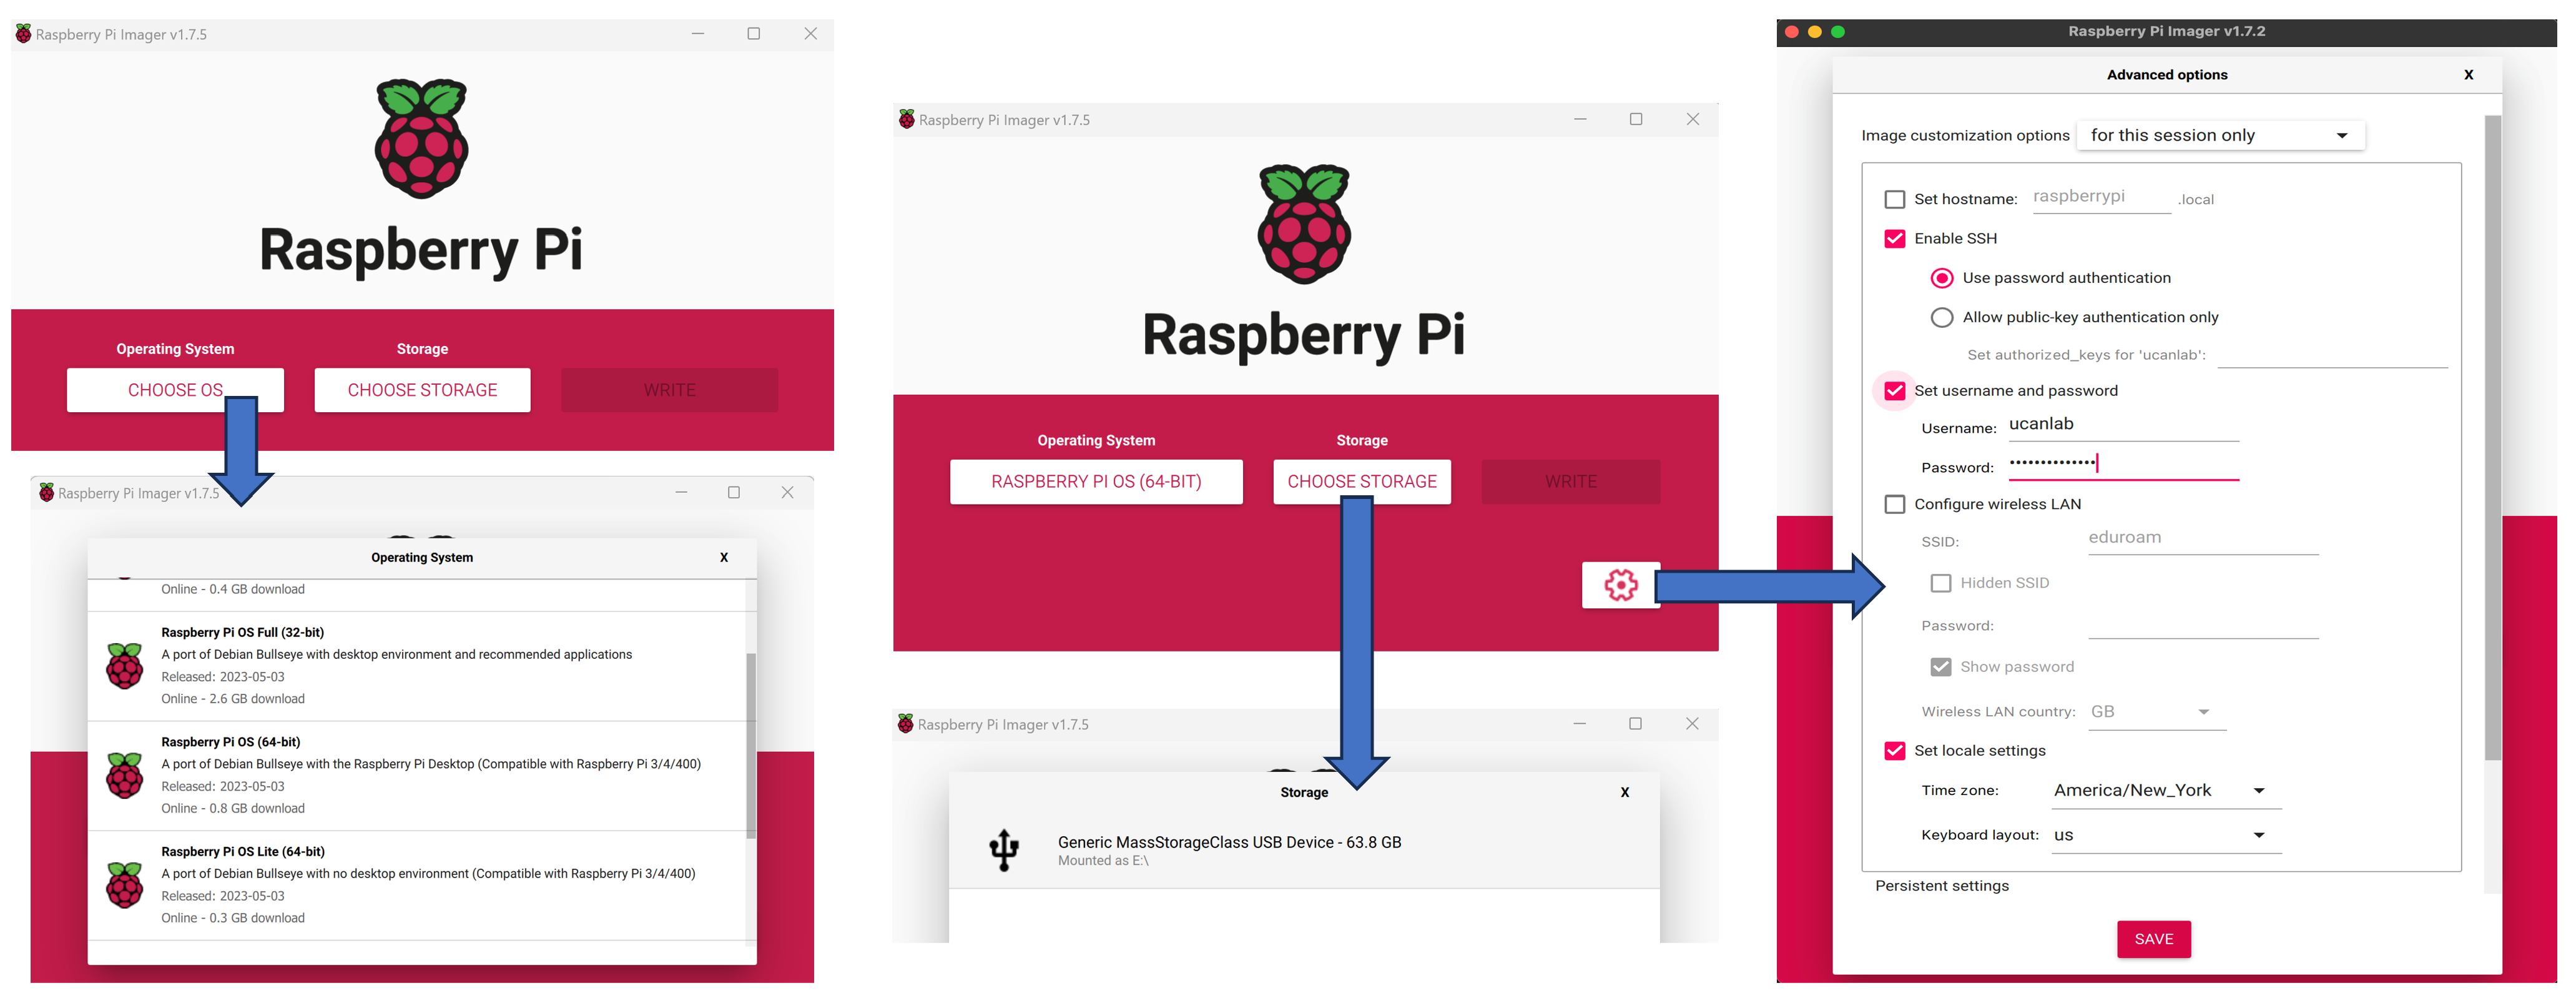 Raspberry Pi Imager v1.7.5
Raspberry Pi
Operating System
Storage
CHOOSE OS
CHOOSE STORAGE
WRITE
Raspberry Pi Imager v1.7.5
Operating System
X
Online - 0.4 GB download
Raspberry Pi OS Full (32-bit)
A port of Debian Bullseye with desktop environment and recommended applications
Released: 2023-05-03
Online - 2.6 GB download
Raspberry Pi OS (64-bit)
A port of Debian Bullseye with the Raspberry Pi Desktop (Compatible with Raspberry Pi 3/4/400)
Released: 2023-05-03
Online - 0.8 GB download
Raspberry Pi OS Lite (64-bit)
A port of Debian Bullseye with no desktop environment (Compatible with Raspberry Pi 3/4/400)
Released: 2023-05-03
Online - 0.3 GB download
Raspberry Pi Imager v1.7.5
Raspberry Pi
Operating System
Storage
RASPBERRY PI OS (64-BIT)
CHOOSE STORAGE
WRITE
Raspberry Pi Imager v1.7.5
Storage
X
Generic MassStorageClass USB Device - 63.8 GB
Mounted as E:\
Raspberry Pi Imager v1.7.2
Advanced options
X
Image customization options for this session only
Set hostname: raspberrypi .local
Enable SSH
Use password authentication
Allow public-key authentication only
Set authorized_keys for 'ucanlab':
Set username and password
Username: ucanlab
Password: ••••••••••••••
Configure wireless LAN
SSID: eduroam
Hidden SSID
Password:
Show password
Wireless LAN country: GB
Set locale settings
Time zone: America/New_York
Keyboard layout: us
Persistent settings
SAVE